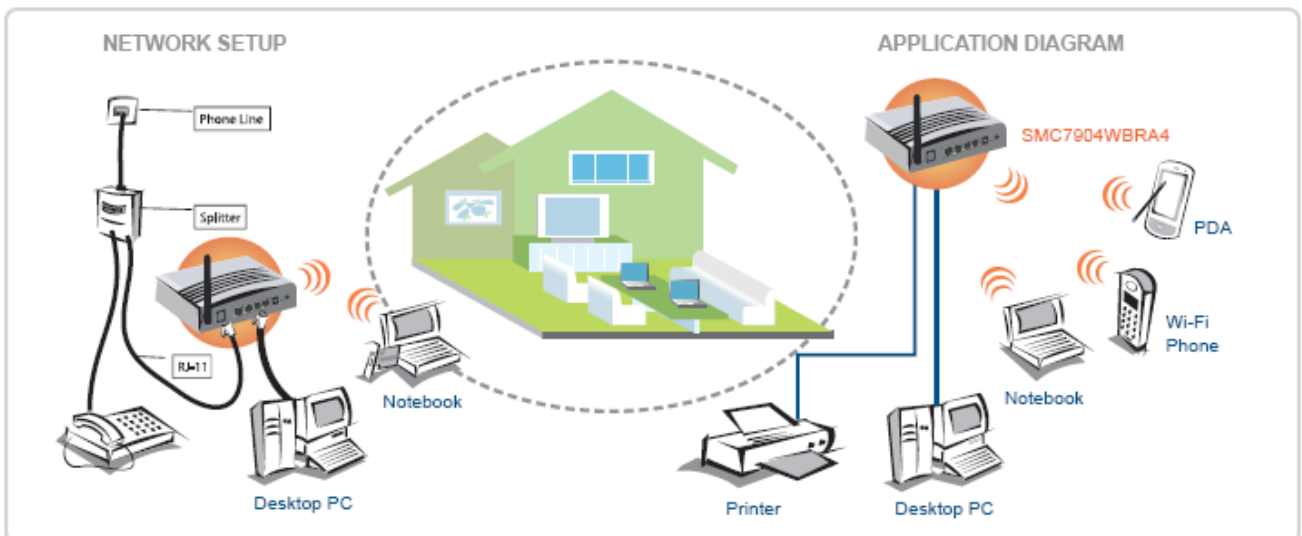 NETWORK SETUP
APPLICATION DIAGRAM
Phone Line
Splitter
RJ-11
Notebook
Desktop PC
SMC7904WBRA4
PDA
Wi-Fi
Phone
Notebook
Printer
Desktop PC